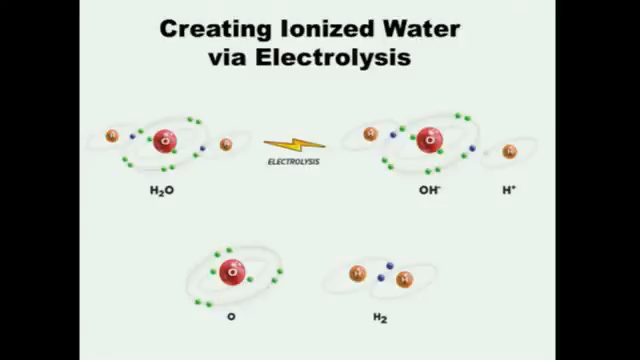 Creating Ionized Water
via Electrolysis
H O H
ELECTROLYSIS
H O H
H₂O
OH⁻
H⁺
O
H H
O
H₂